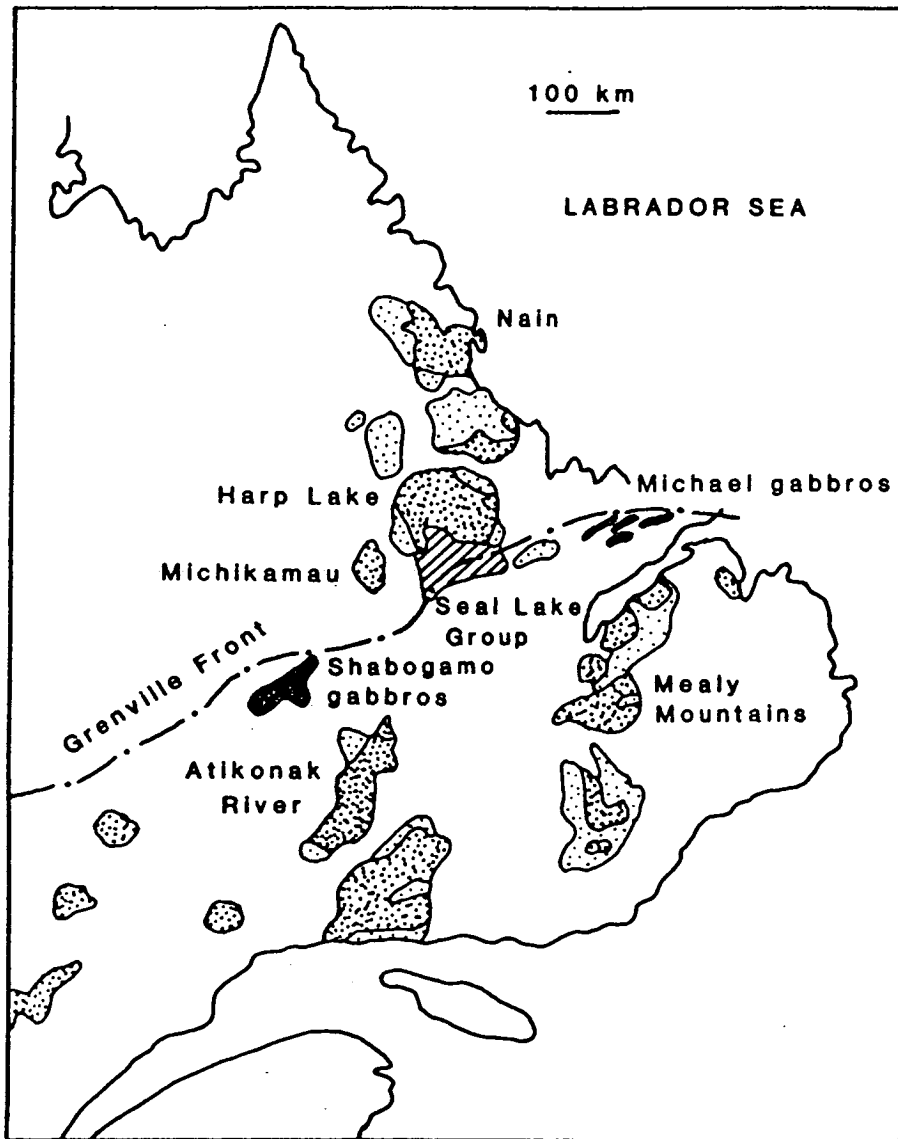 100 km
LABRADOR SEA
Nain
Michael gabbros
Harp Lake
Michikamau
Seal Lake
Group
Grenville Front
Shabogamo
gabbros
Mealy
Mountains
Atikonak
River